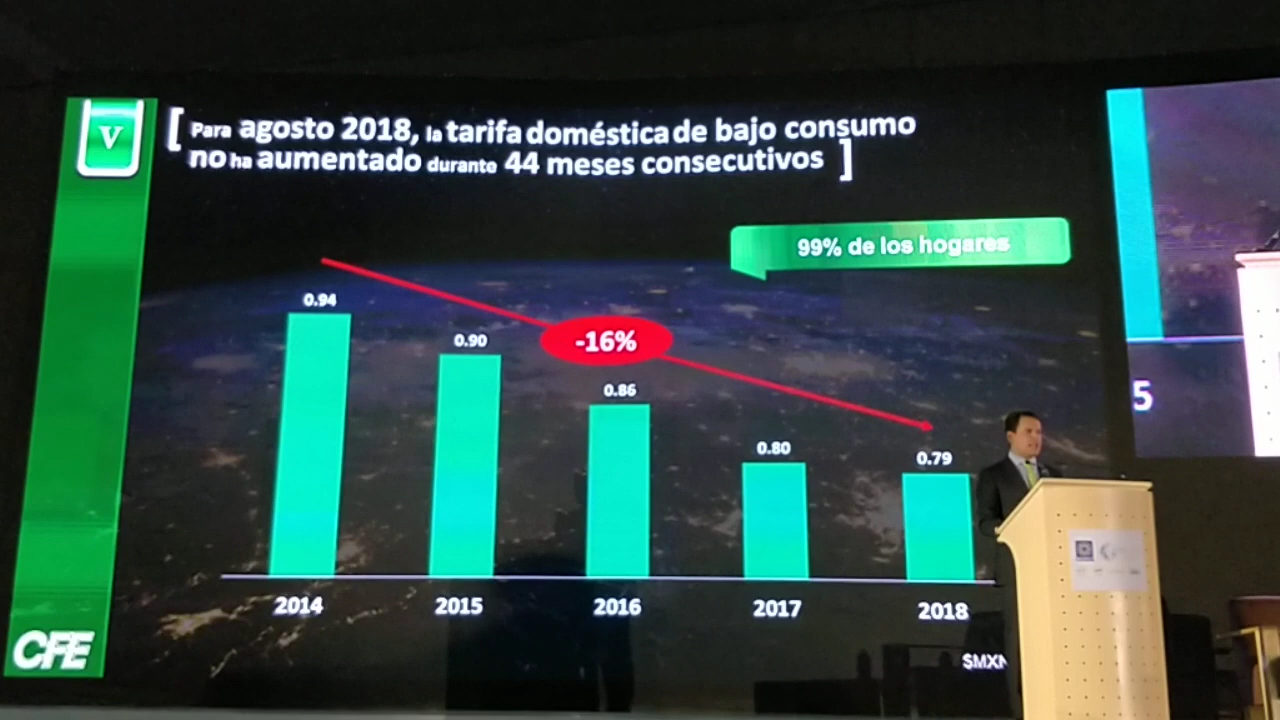 V
[ Para agosto 2018, la tarifa doméstica de bajo consumo
no ha aumentado durante 44 meses consecutivos ]
99% de los hogares
0.94
0.90
-16%
0.86
0.80
0.79
2014 2015 2016 2017 2018
$MXN
CFE
5